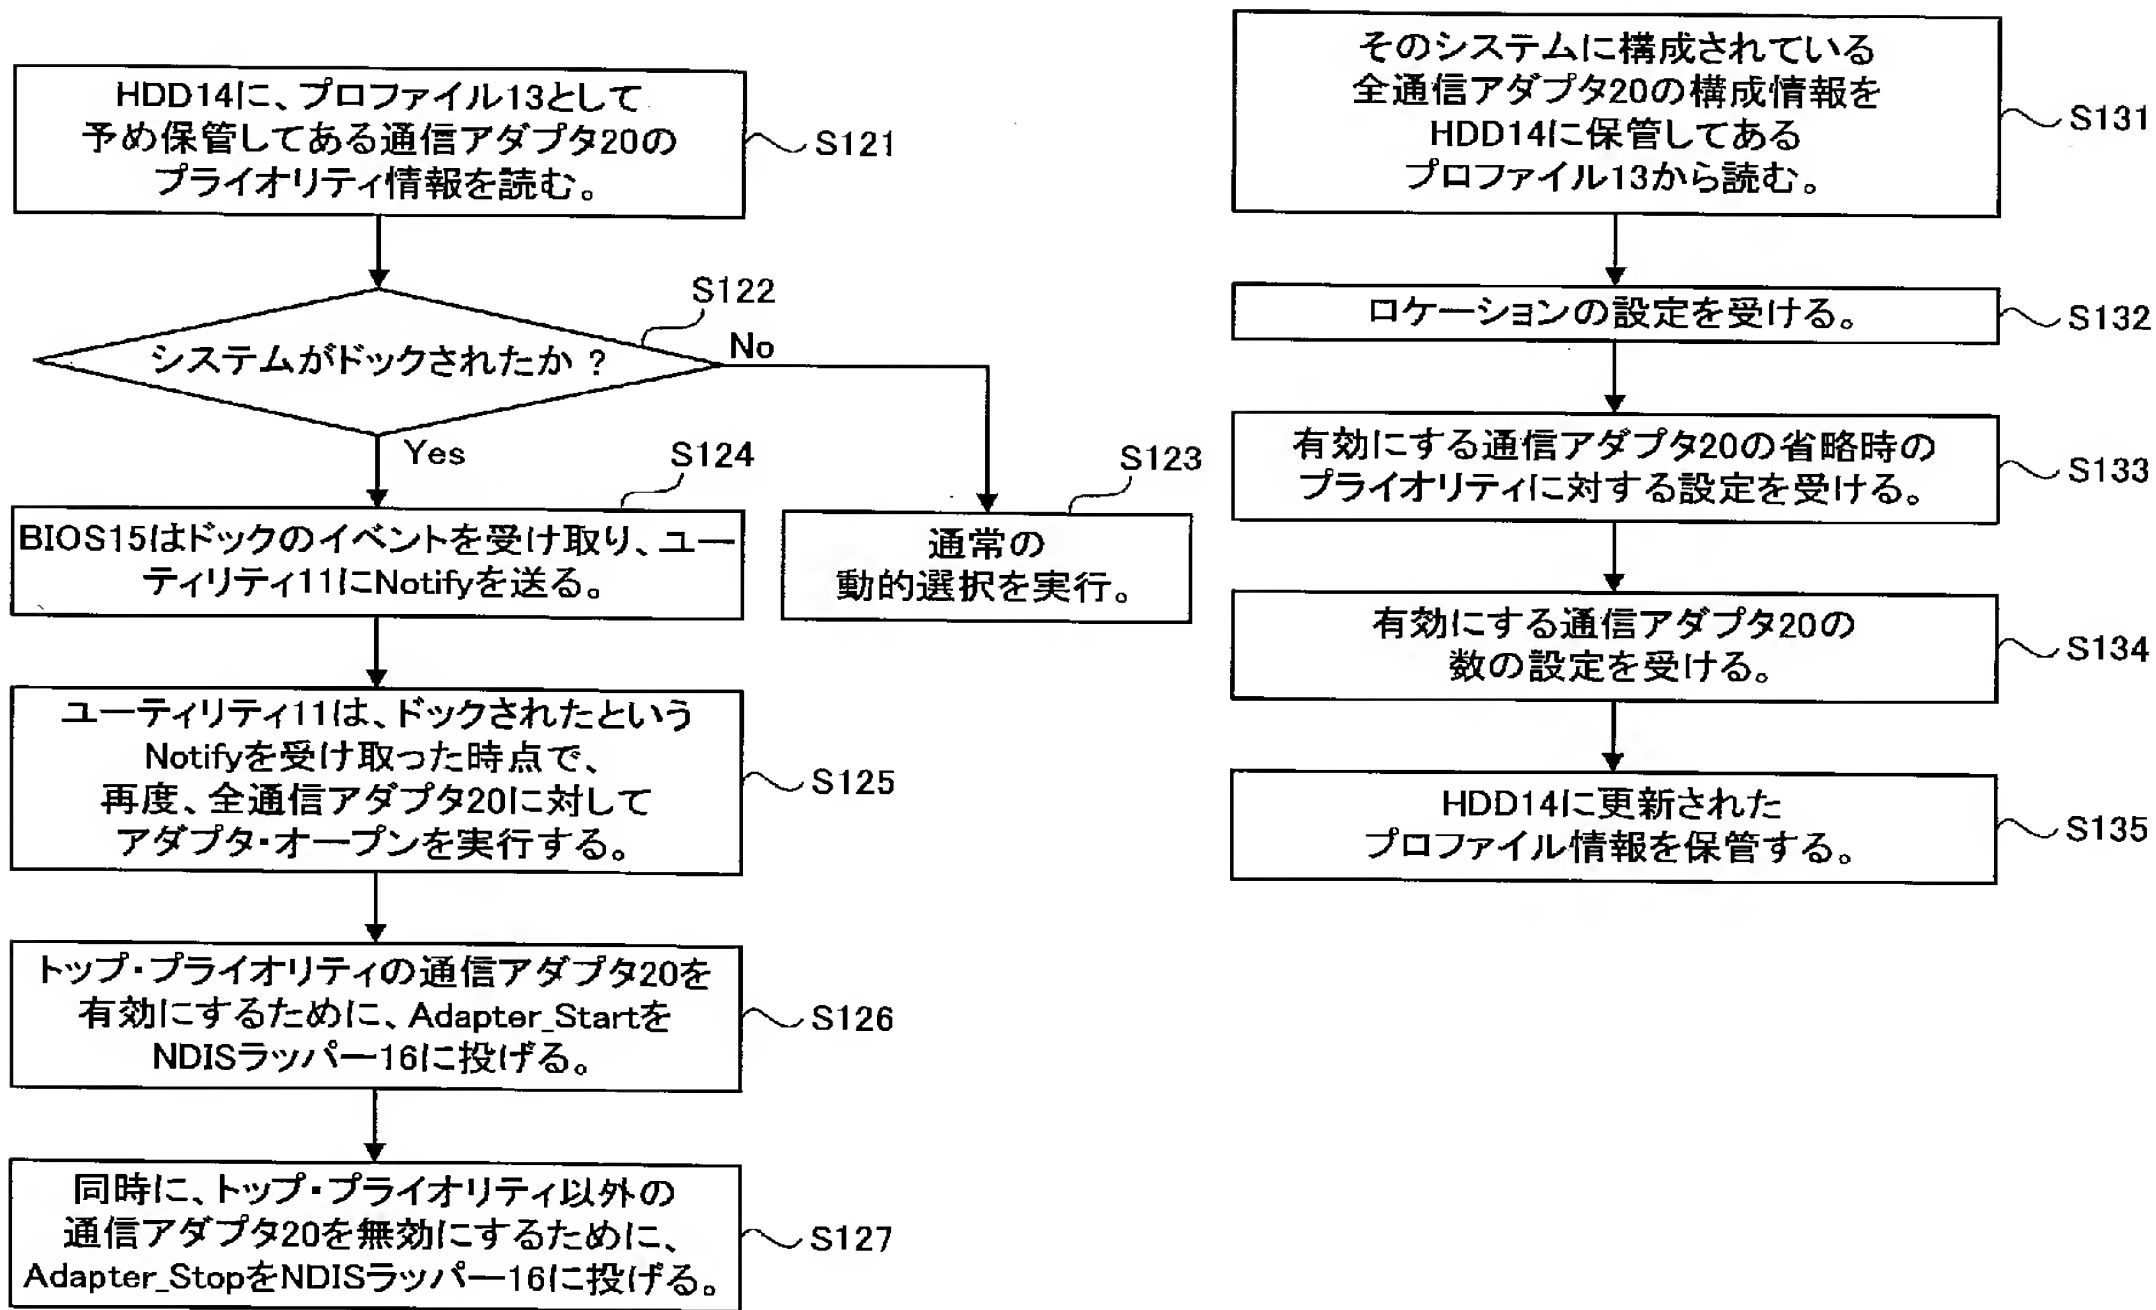 HDD14に、プロファイル13として
予め保管してある通信アダプタ20の
プライオリティ情報を読む。
S121
S122
システムがドックされたか?
No
Yes
S124
S123
BIOS15はドックのイベントを受け取り、ユー
ティリティ11にNotifyを送る。
通常の
動的選択を実行。
ユーティリティ11は、ドックされたという
Notifyを受け取った時点で、
再度、全通信アダプタ20に対して
アダプタ・オープンを実行する。
S125
トップ・プライオリティの通信アダプタ20を
有効にするために、Adapter_Startを
NDISラッパー16に投げる。
S126
同時に、トップ・プライオリティ以外の
通信アダプタ20を無効にするために、
Adapter_StopをNDISラッパー16に投げる。
S127
そのシステムに構成されている
全通信アダプタ20の構成情報を
HDD14に保管してある
プロファイル13から読む。
S131
ロケーションの設定を受ける。
S132
有効にする通信アダプタ20の省略時の
プライオリティに対する設定を受ける。
S133
有効にする通信アダプタ20の
数の設定を受ける。
S134
HDD14に更新された
プロファイル情報を保管する。
S135